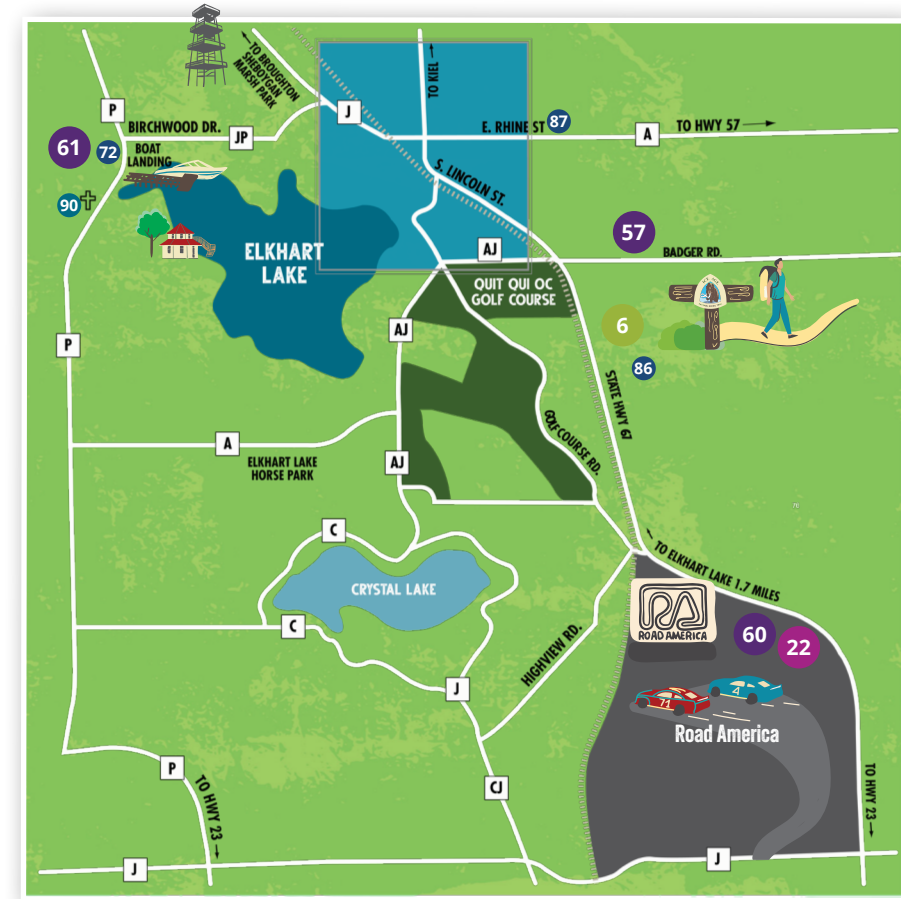 TO BROUGHTON
SHEBOYGAN
MARSH PARK
TO KIEL
P
J
BIRCHWOOD DR.
JP
E. RHINE ST
87
A
TO HWY 57
61
72
BOAT
LANDING
S. LINCOLN ST.
90
57
ELKHART
LAKE
AJ
BADGER RD.
QUIT QUI OC
GOLF COURSE
6
AJ
P
86
STATE HWY 67
A
GOLF COURSE RD.
ELKHART LAKE
HORSE PARK
AJ
C
TO ELKHART LAKE 1.7 MILES
CRYSTAL LAKE
C
ROAD AMERICA
60
22
HIGHVIEW RD.
J
71
4
Road America
P
TO HWY 23
CJ
TO HWY 23
J
J